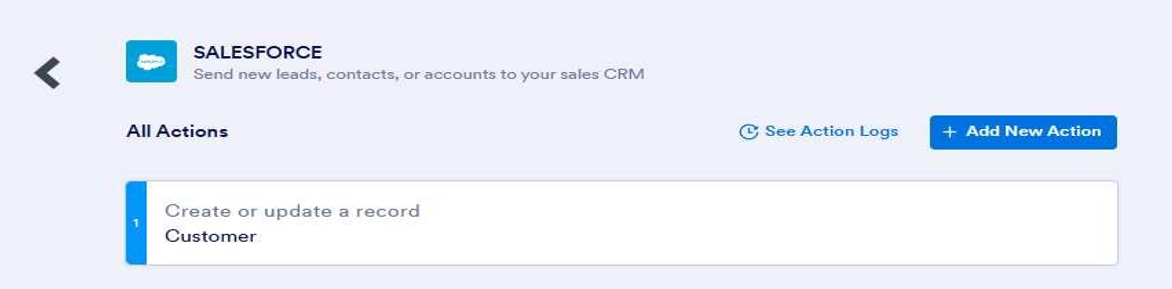 SALESFORCE
Send new leads, contacts, or accounts to your sales CRM
All Actions
See Action Logs
+ Add New Action
1
Create or update a record
Customer